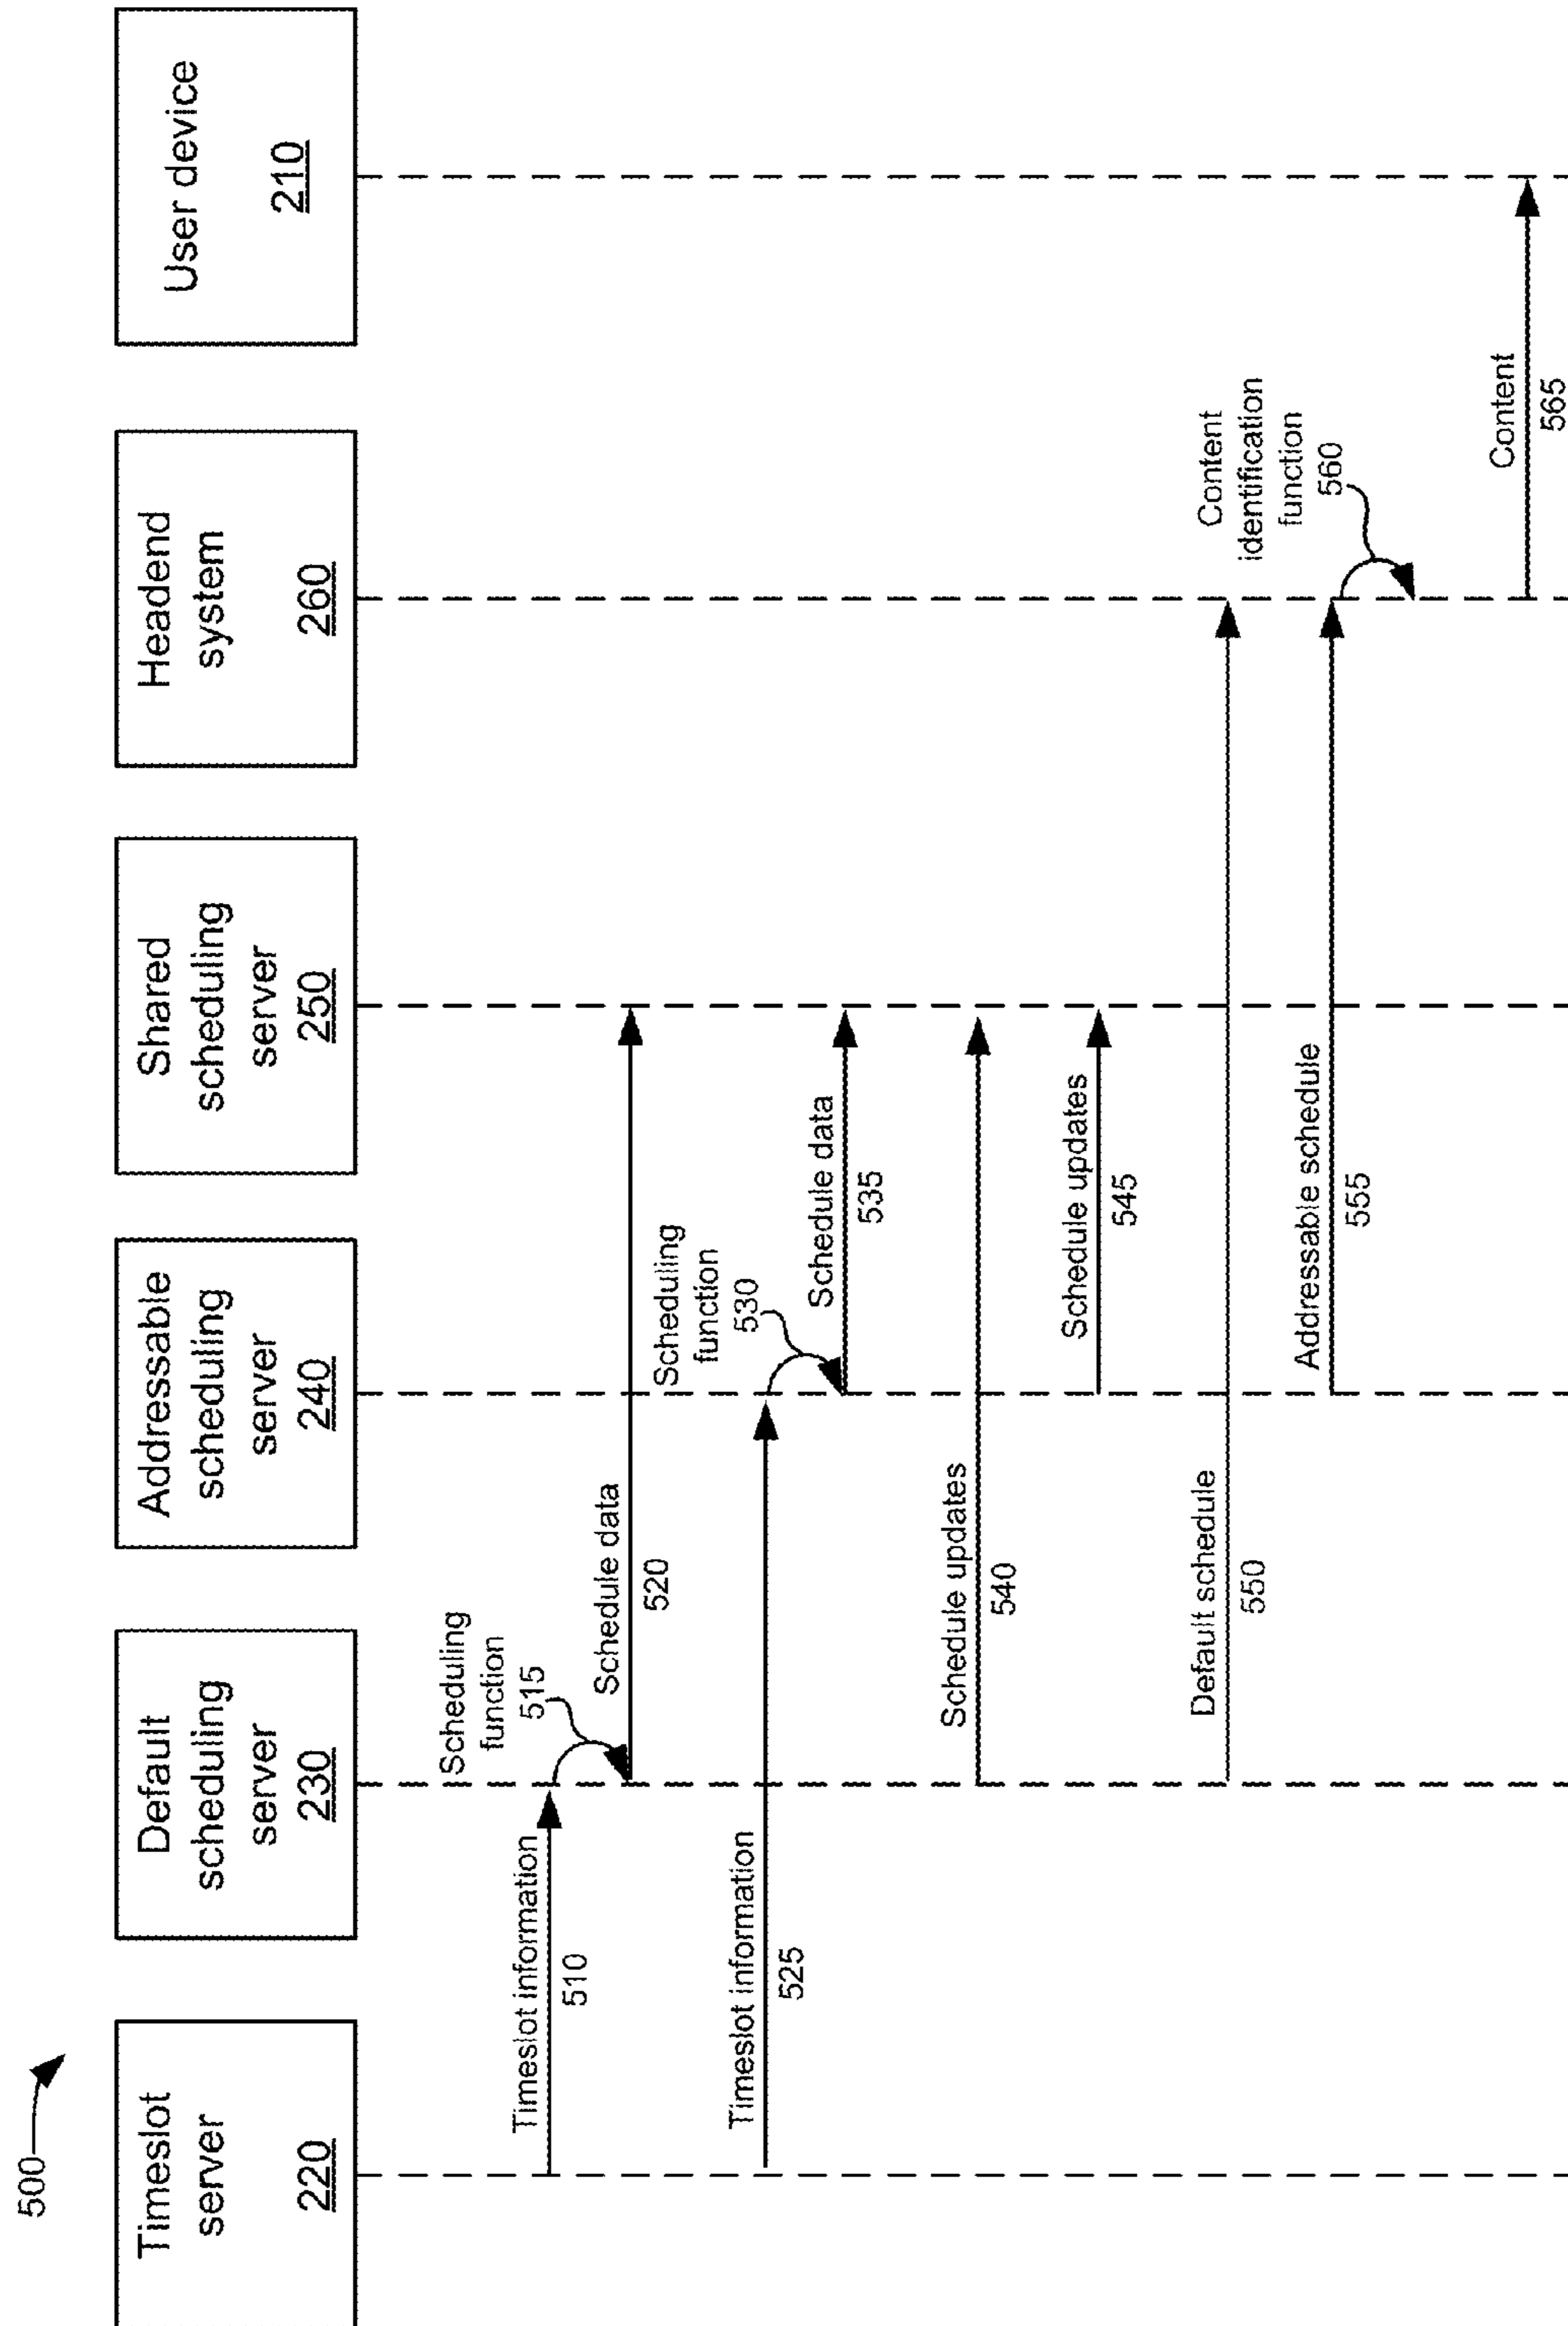 500
Timeslot
server
220
Default
scheduling
server
230
Addressable
scheduling
server
240
Shared
scheduling
server
250
Headend
system
260
User device
210
Timeslot information
510
Scheduling
function
515
Schedule data
520
Timeslot information
525
Scheduling
function
530
Schedule data
535
Schedule updates
540
Schedule updates
545
Default schedule
550
Addressable schedule
555
Content
identification
function
560
Content
565